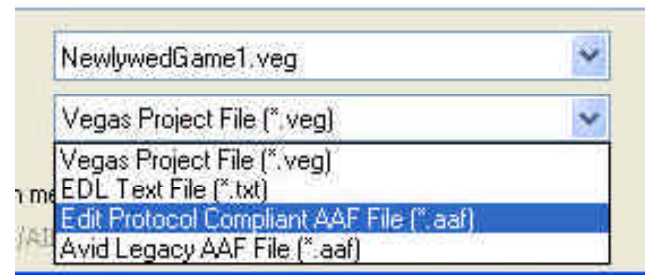 NewlywedGame1.veg
Vegas Project File (*.veg)
Vegas Project File (*.veg)
EDL Text File (*.txt)
Edit Protocol Compliant AAF File (*.aaf)
Avid Legacy AAF File (*.aaf)